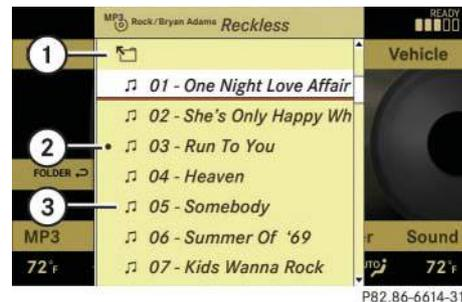 MP3 Rock/Bryan Adams Reckless
READY
1
Vehicle
01 - One Night Love Affair
02 - She's Only Happy Wh
2
03 - Run To You
FOLDER
04 - Heaven
3
05 - Somebody
MP3
06 - Summer Of '69
Sound
72°F
07 - Kids Wanna Rock
72°F
P82.86-6614-31